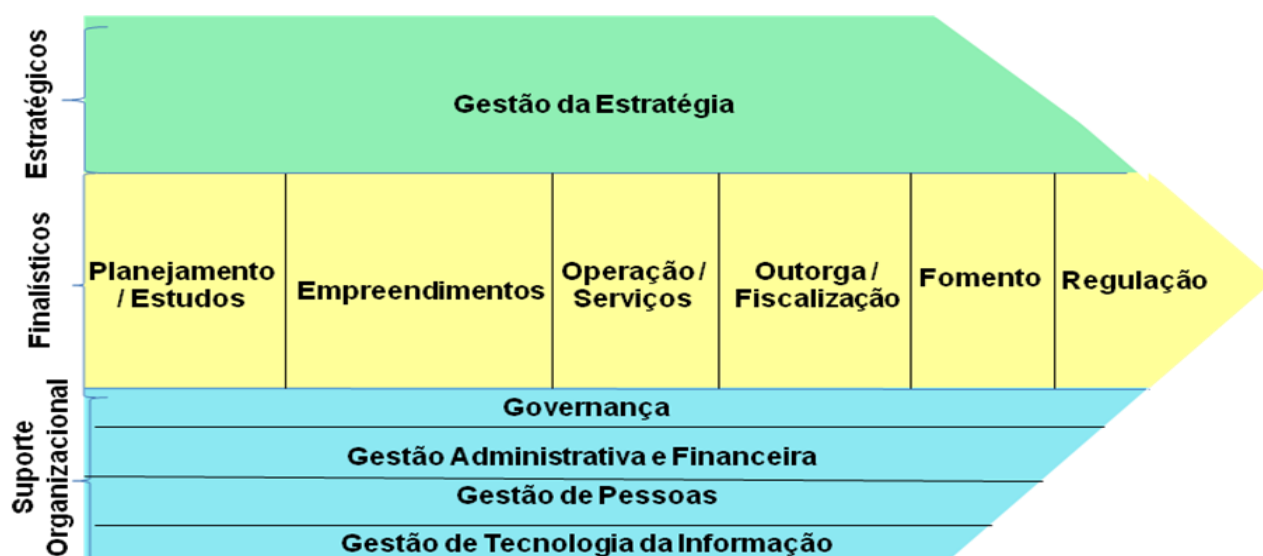 Estratégicos
Gestão da Estratégia
Finalísticos
Planejamento
/ Estudos
Empreendimentos
Operação /
Serviços
Outorga /
Fiscalização
Fomento
Regulação
Suporte
Organizacional
Governança
Gestão Administrativa e Financeira
Gestão de Pessoas
Gestão de Tecnologia da Informação